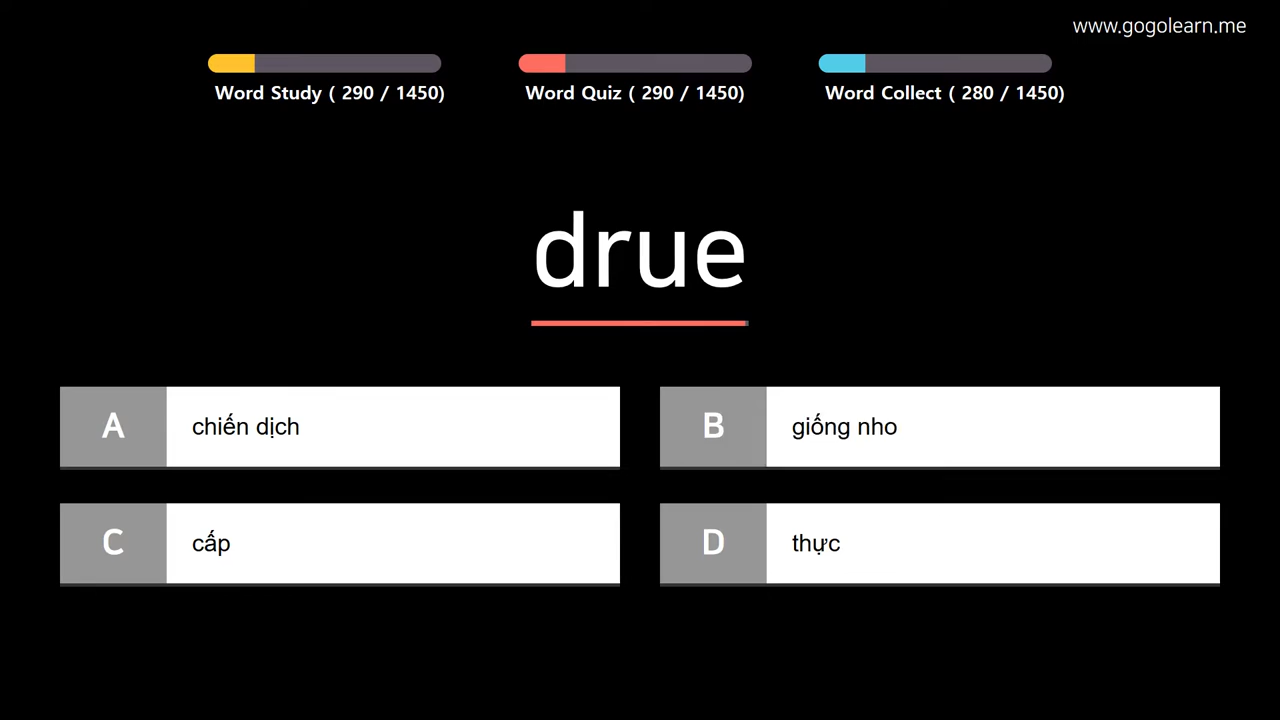 www.gogolearn.me
Word Study ( 290 / 1450)
Word Quiz ( 290 / 1450)
Word Collect ( 280 / 1450)
drue
A
chiến dịch
B
giống nho
C
cấp
D
thực